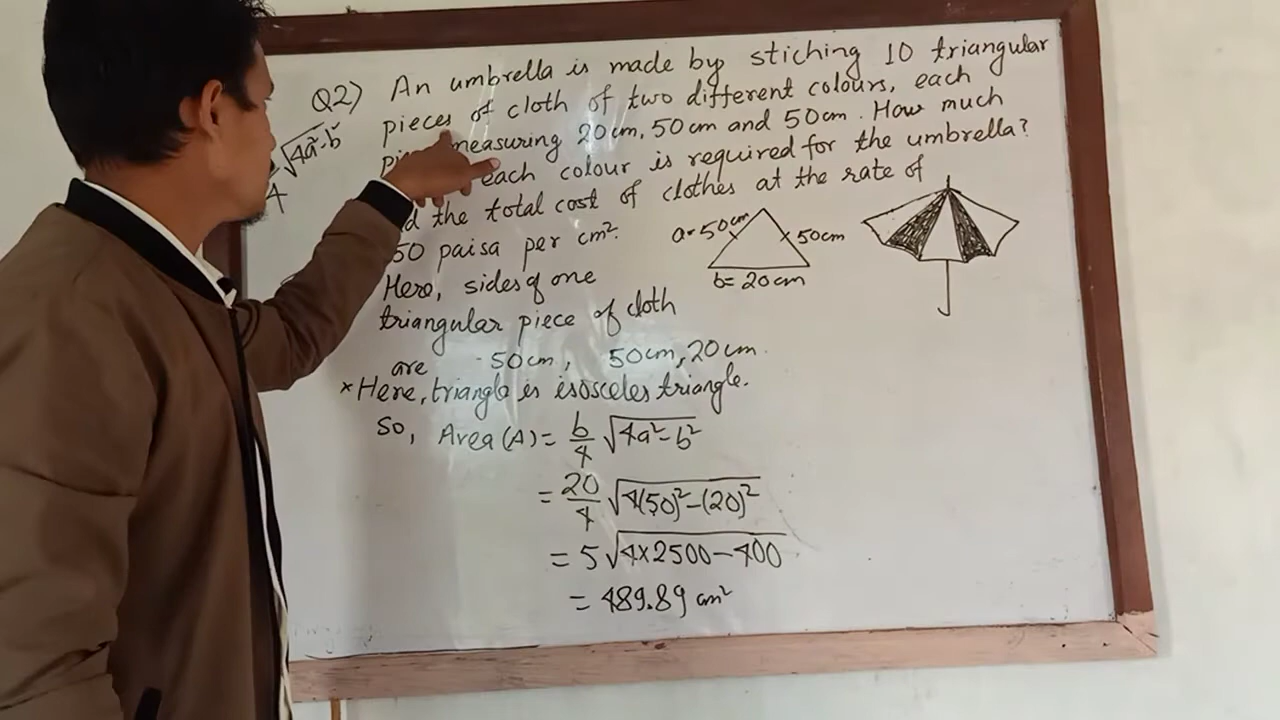 Q2) An umbrella is made by stiching 10 triangular
pieces of cloth of two different colours, each
measuring 20cm, 50cm and 50cm. How much
each colour is required for the umbrella?
the total cost of clothes at the rate of
50 paisa per cm².
Here, sides of one
triangular piece of cloth
are 50cm, 50cm, 20cm.
* Here, triangle is isosceles triangle.
So, Area (A) = b/4 √4a²-b²
= 20/4 √4(50)²-(20)²
= 5√4×2500-400
= 489.89 cm²
4 √4a²-b²
a=50cm
50cm
b=20cm